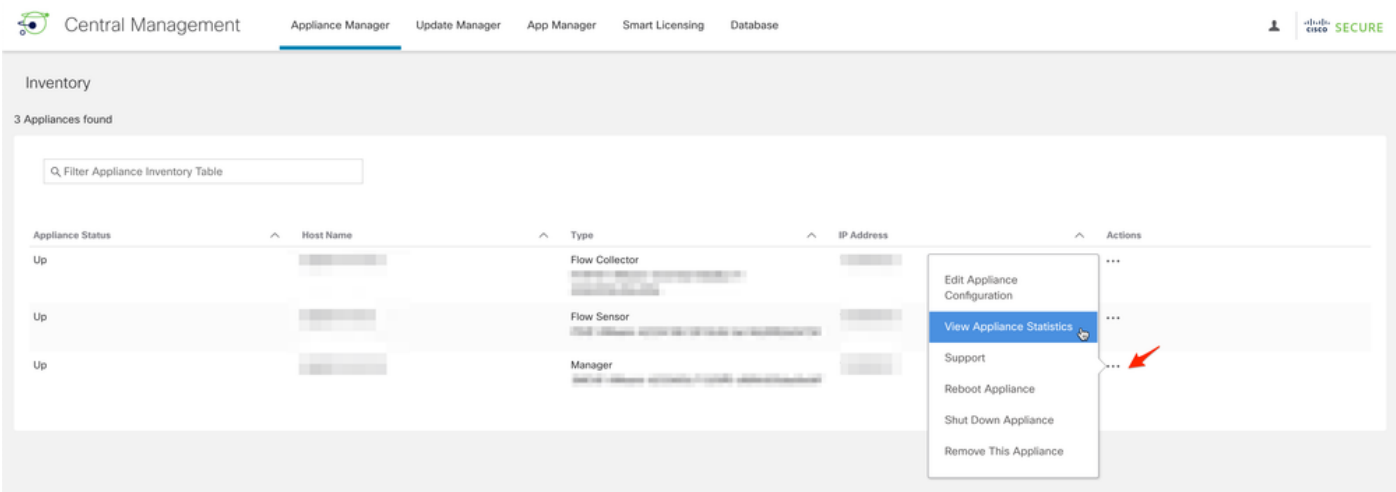 Central Management
Appliance Manager
Update Manager
App Manager
Smart Licensing
Database
cisco SECURE
Inventory
3 Appliances found
Filter Appliance Inventory Table
Appliance Status
Host Name
Type
IP Address
Actions
Up
Flow Collector
...
Up
Flow Sensor
...
Up
Manager
...
Edit Appliance
Configuration
View Appliance Statistics
Support
Reboot Appliance
Shut Down Appliance
Remove This Appliance